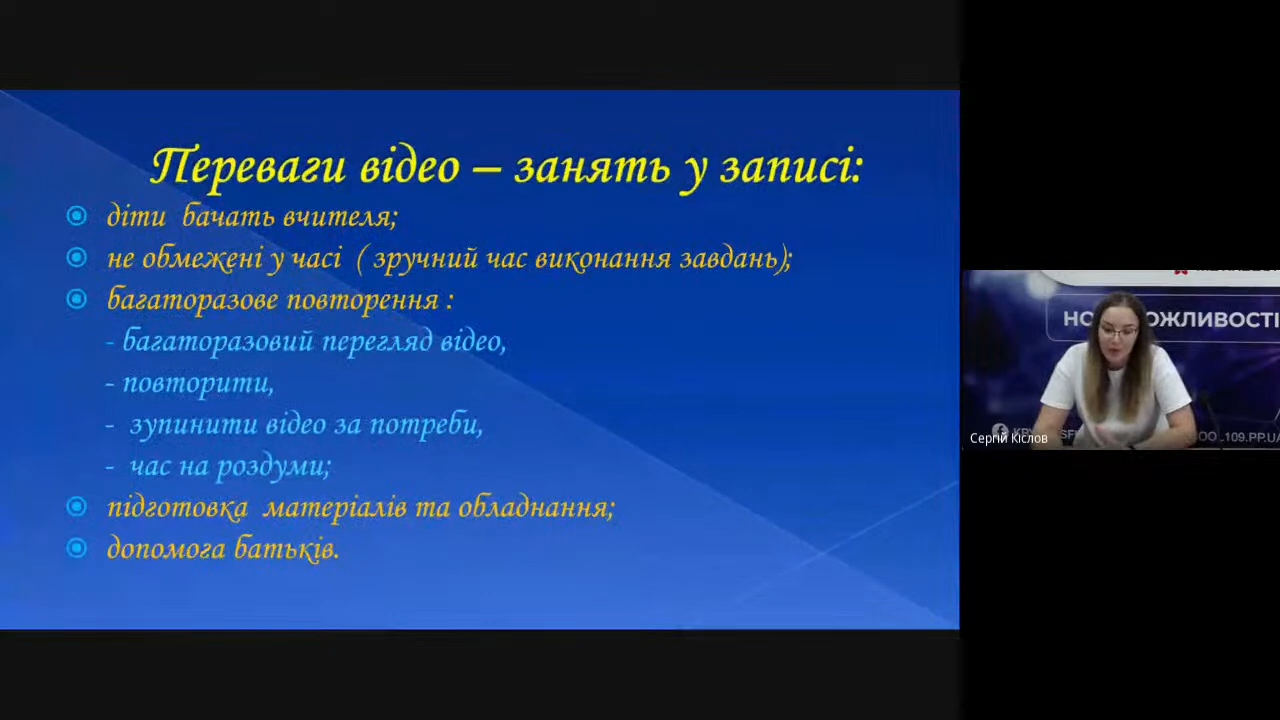 Переваги відео – занять у записі:
діти бачать вчителя;
не обмежені у часі ( зручний час виконання завдань);
багаторазове повторення :
- багаторазовий перегляд відео,
- повторити,
- зупинити відео за потреби,
- час на роздуми;
підготовка матеріалів та обладнання;
допомога батьків.
Сергій Кіслов